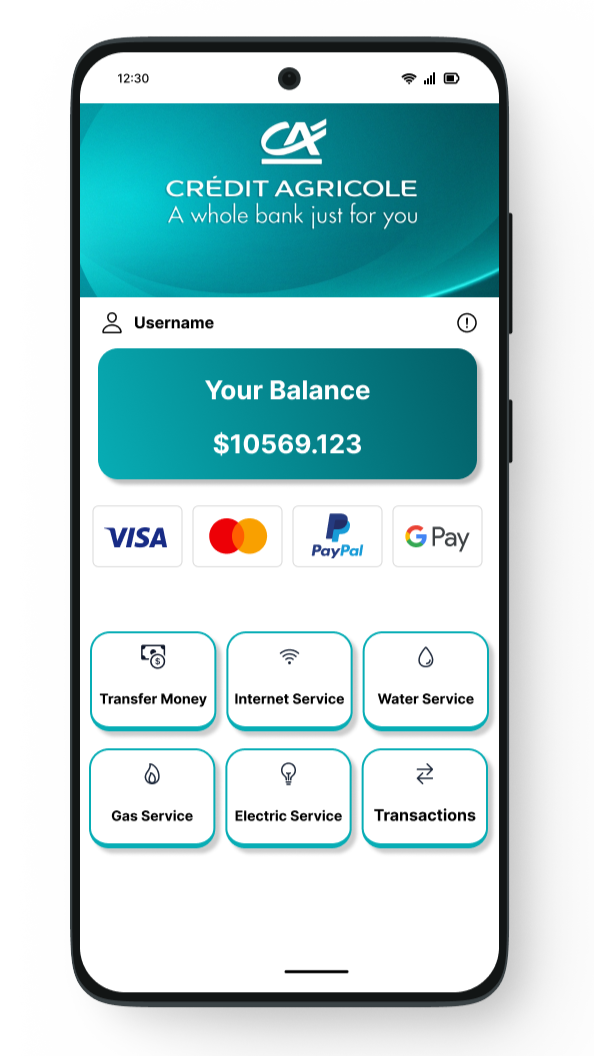 12:30
CA
CRÉDIT AGRICOLE
A whole bank just for you
Username
Your Balance
$10569.123
VISA
PayPal
G Pay
$
Transfer Money
Internet Service
Water Service
Gas Service
Electric Service
Transactions